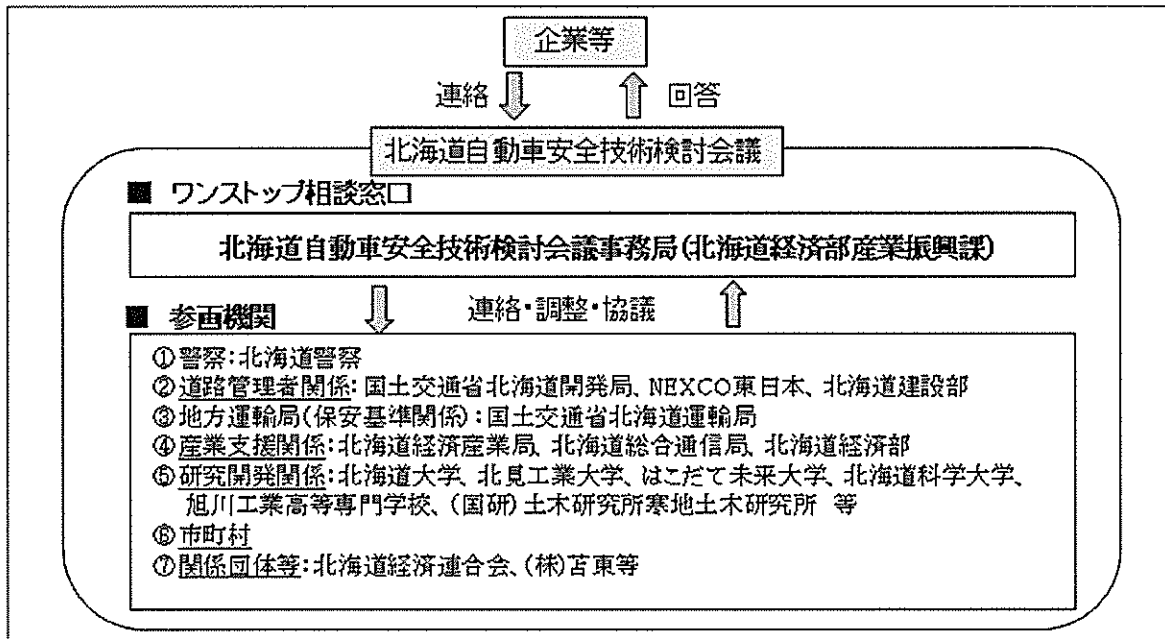 企業等
連絡 回答
北海道自動車安全技術検討会議
■ ワンストップ相談窓口
北海道自動車安全技術検討会議事務局(北海道経済部産業振興課)
連絡・調整・協議
■ 参画機関
①警察:北海道警察
②道路管理者関係:国土交通省北海道開発局、NEXCO東日本、北海道建設部
③地方運輸局(保安基準関係):国土交通省北海道運輸局
④産業支援関係:北海道経済産業局、北海道総合通信局、北海道経済部
⑤研究開発関係:北海道大学、北見工業大学、はこだて未来大学、北海道科学大学、
旭川工業高等専門学校、(国研)土木研究所寒地土木研究所 等
⑥市町村
⑦関係団体等:北海道経済連合会、(株)苫東等